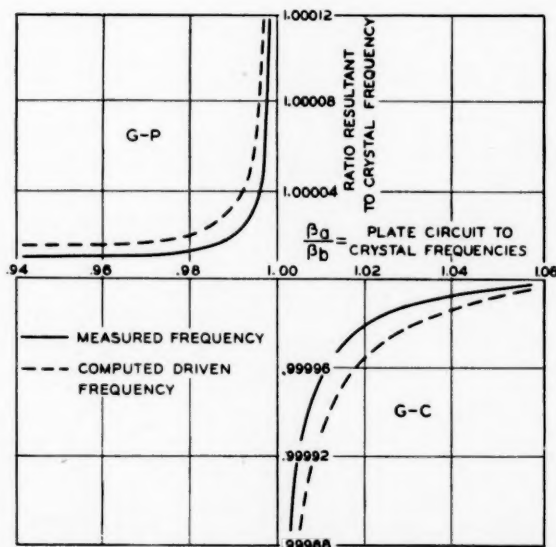 1.00012
RATIO RESULTANT
TO CRYSTAL FREQUENCY
1.00008
G-P
1.00004
βa/βb = PLATE CIRCUIT TO
CRYSTAL FREQUENCIES
.94 .96 .98 1.00 1.02 1.04 1.06
MEASURED FREQUENCY
COMPUTED DRIVEN
FREQUENCY
.99996
G-C
.99992
.99988